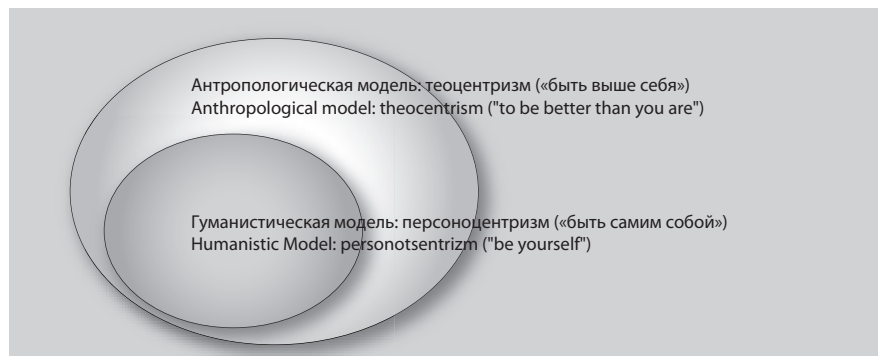 Антропологическая модель: теоцентризм («быть выше себя»)
Anthropological model: theocentrism ("to be better than you are")
Гуманистическая модель: персоноцентризм («быть самим собой»)
Humanistic Model: personotsentrizm ("be yourself")